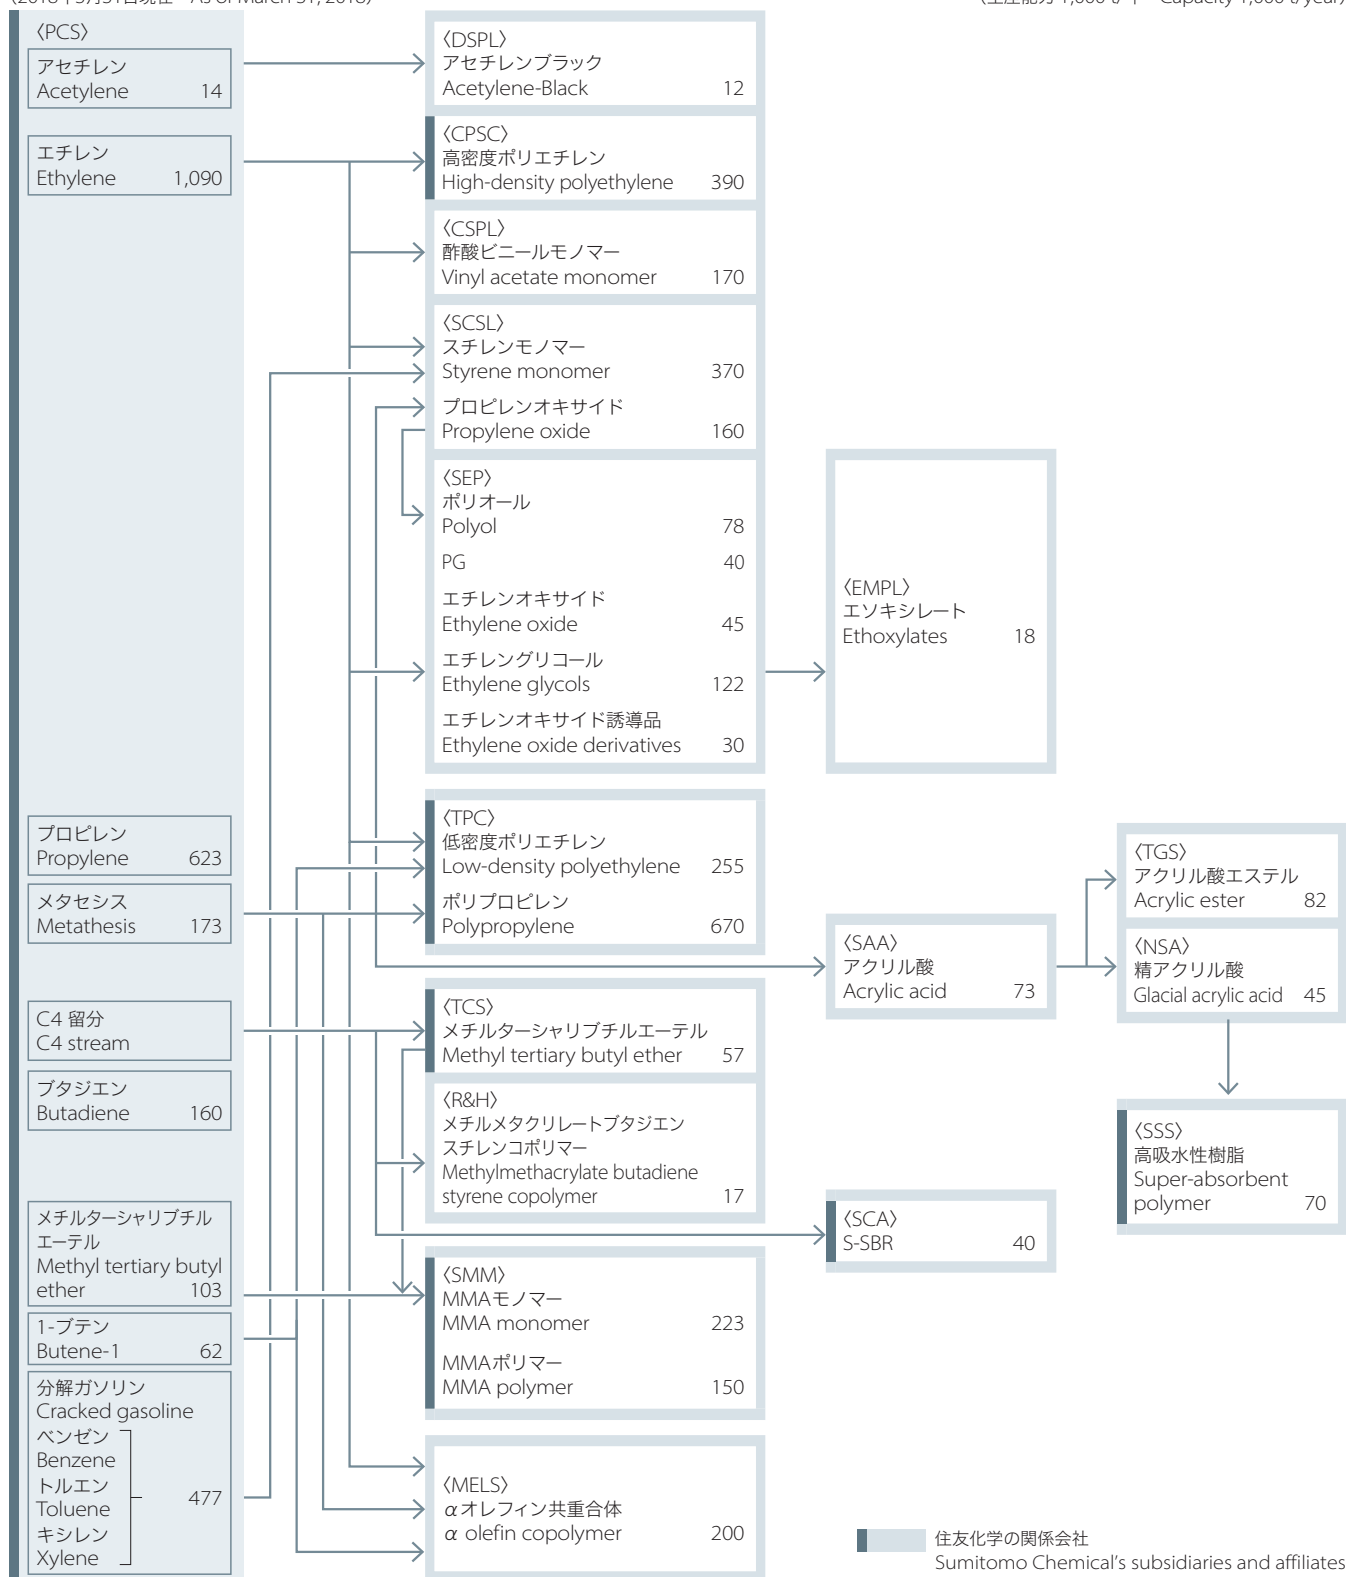 〈PCS〉
アセチレン
Acetylene 14
エチレン
Ethylene 1,090
プロピレン
Propylene 623
メタセシス
Metathesis 173
C4 留分
C4 stream
ブタジエン
Butadiene 160
メチルターシャリブチル
エーテル
Methyl tertiary butyl
ether 103
1-ブテン
Butene-1 62
分解ガソリン
Cracked gasoline
ベンゼン
Benzene
トルエン
Toluene
キシレン
Xylene
477
〈DSPL〉
アセチレンブラック
Acetylene-Black 12
〈CPSC〉
高密度ポリエチレン
High-density polyethylene 390
〈CSPL〉
酢酸ビニールモノマー
Vinyl acetate monomer 170
〈SCSL〉
スチレンモノマー
Styrene monomer 370
プロピレンオキサイド
Propylene oxide 160
〈SEP〉
ポリオール
Polyol 78
PG 40
エチレンオキサイド
Ethylene oxide 45
エチレングリコール
Ethylene glycols 122
エチレンオキサイド誘導品
Ethylene oxide derivatives 30
〈TPC〉
低密度ポリエチレン
Low-density polyethylene 255
ポリプロピレン
Polypropylene 670
〈TCS〉
メチルターシャリブチルエーテル
Methyl tertiary butyl ether 57
〈R&H〉
メチルメタクリレートブタジエン
スチレンコポリマー
Methylmethacrylate butadiene
styrene copolymer 17
〈SMM〉
MMAモノマー
MMA monomer 223
MMAポリマー
MMA polymer 150
〈MELS〉
αオレフィン共重合体
α olefin copolymer 200
〈EMPL〉
エソキシレート
Ethoxylates 18
〈SAA〉
アクリル酸
Acrylic acid 73
〈SCA〉
S-SBR 40
〈TGS〉
アクリル酸エステル
Acrylic ester 82
〈NSA〉
精アクリル酸
Glacial acrylic acid 45
〈SSS〉
高吸水性樹脂
Super-absorbent
polymer 70
住友化学の関係会社
Sumitomo Chemical's subsidiaries and affiliates